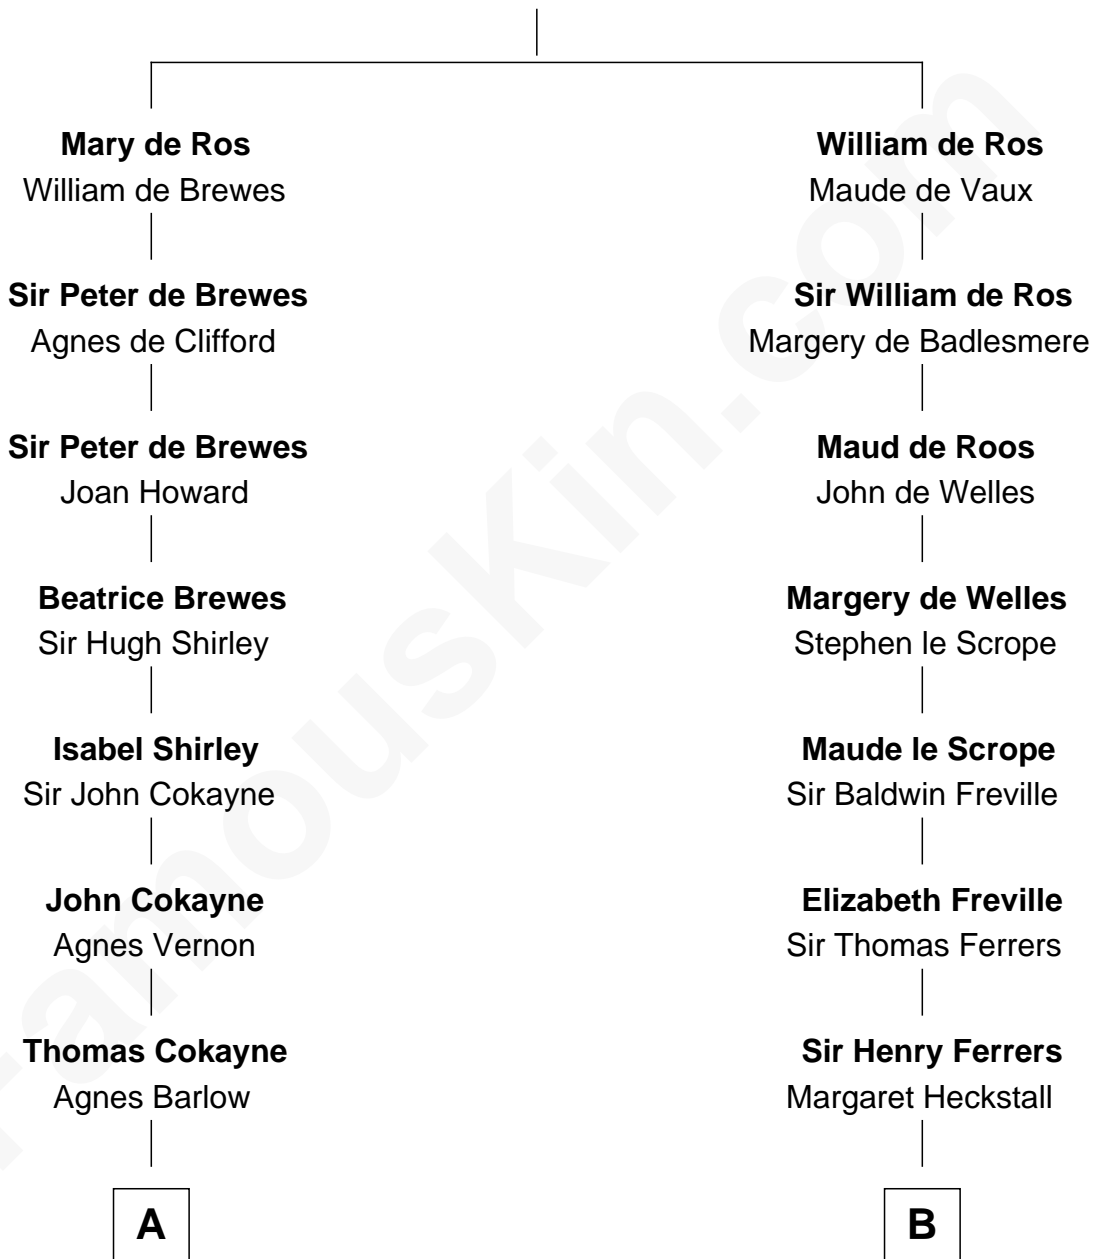 Mary de Ros
William de Brewes
Sir Peter de Brewes
Agnes de Clifford
Sir Peter de Brewes
Joan Howard
Beatrice Brewes
Sir Hugh Shirley
Isabel Shirley
Sir John Cokayne
John Cokayne
Agnes Vernon
Thomas Cokayne
Agnes Barlow
A
William de Ros
Maude de Vaux
Sir William de Ros
Margery de Badlesmere
Maud de Roos
John de Welles
Margery de Welles
Stephen le Scrope
Maude le Scrope
Sir Baldwin Freville
Elizabeth Freville
Sir Thomas Ferrers
Sir Henry Ferrers
Margaret Heckstall
B
FamousKin.com